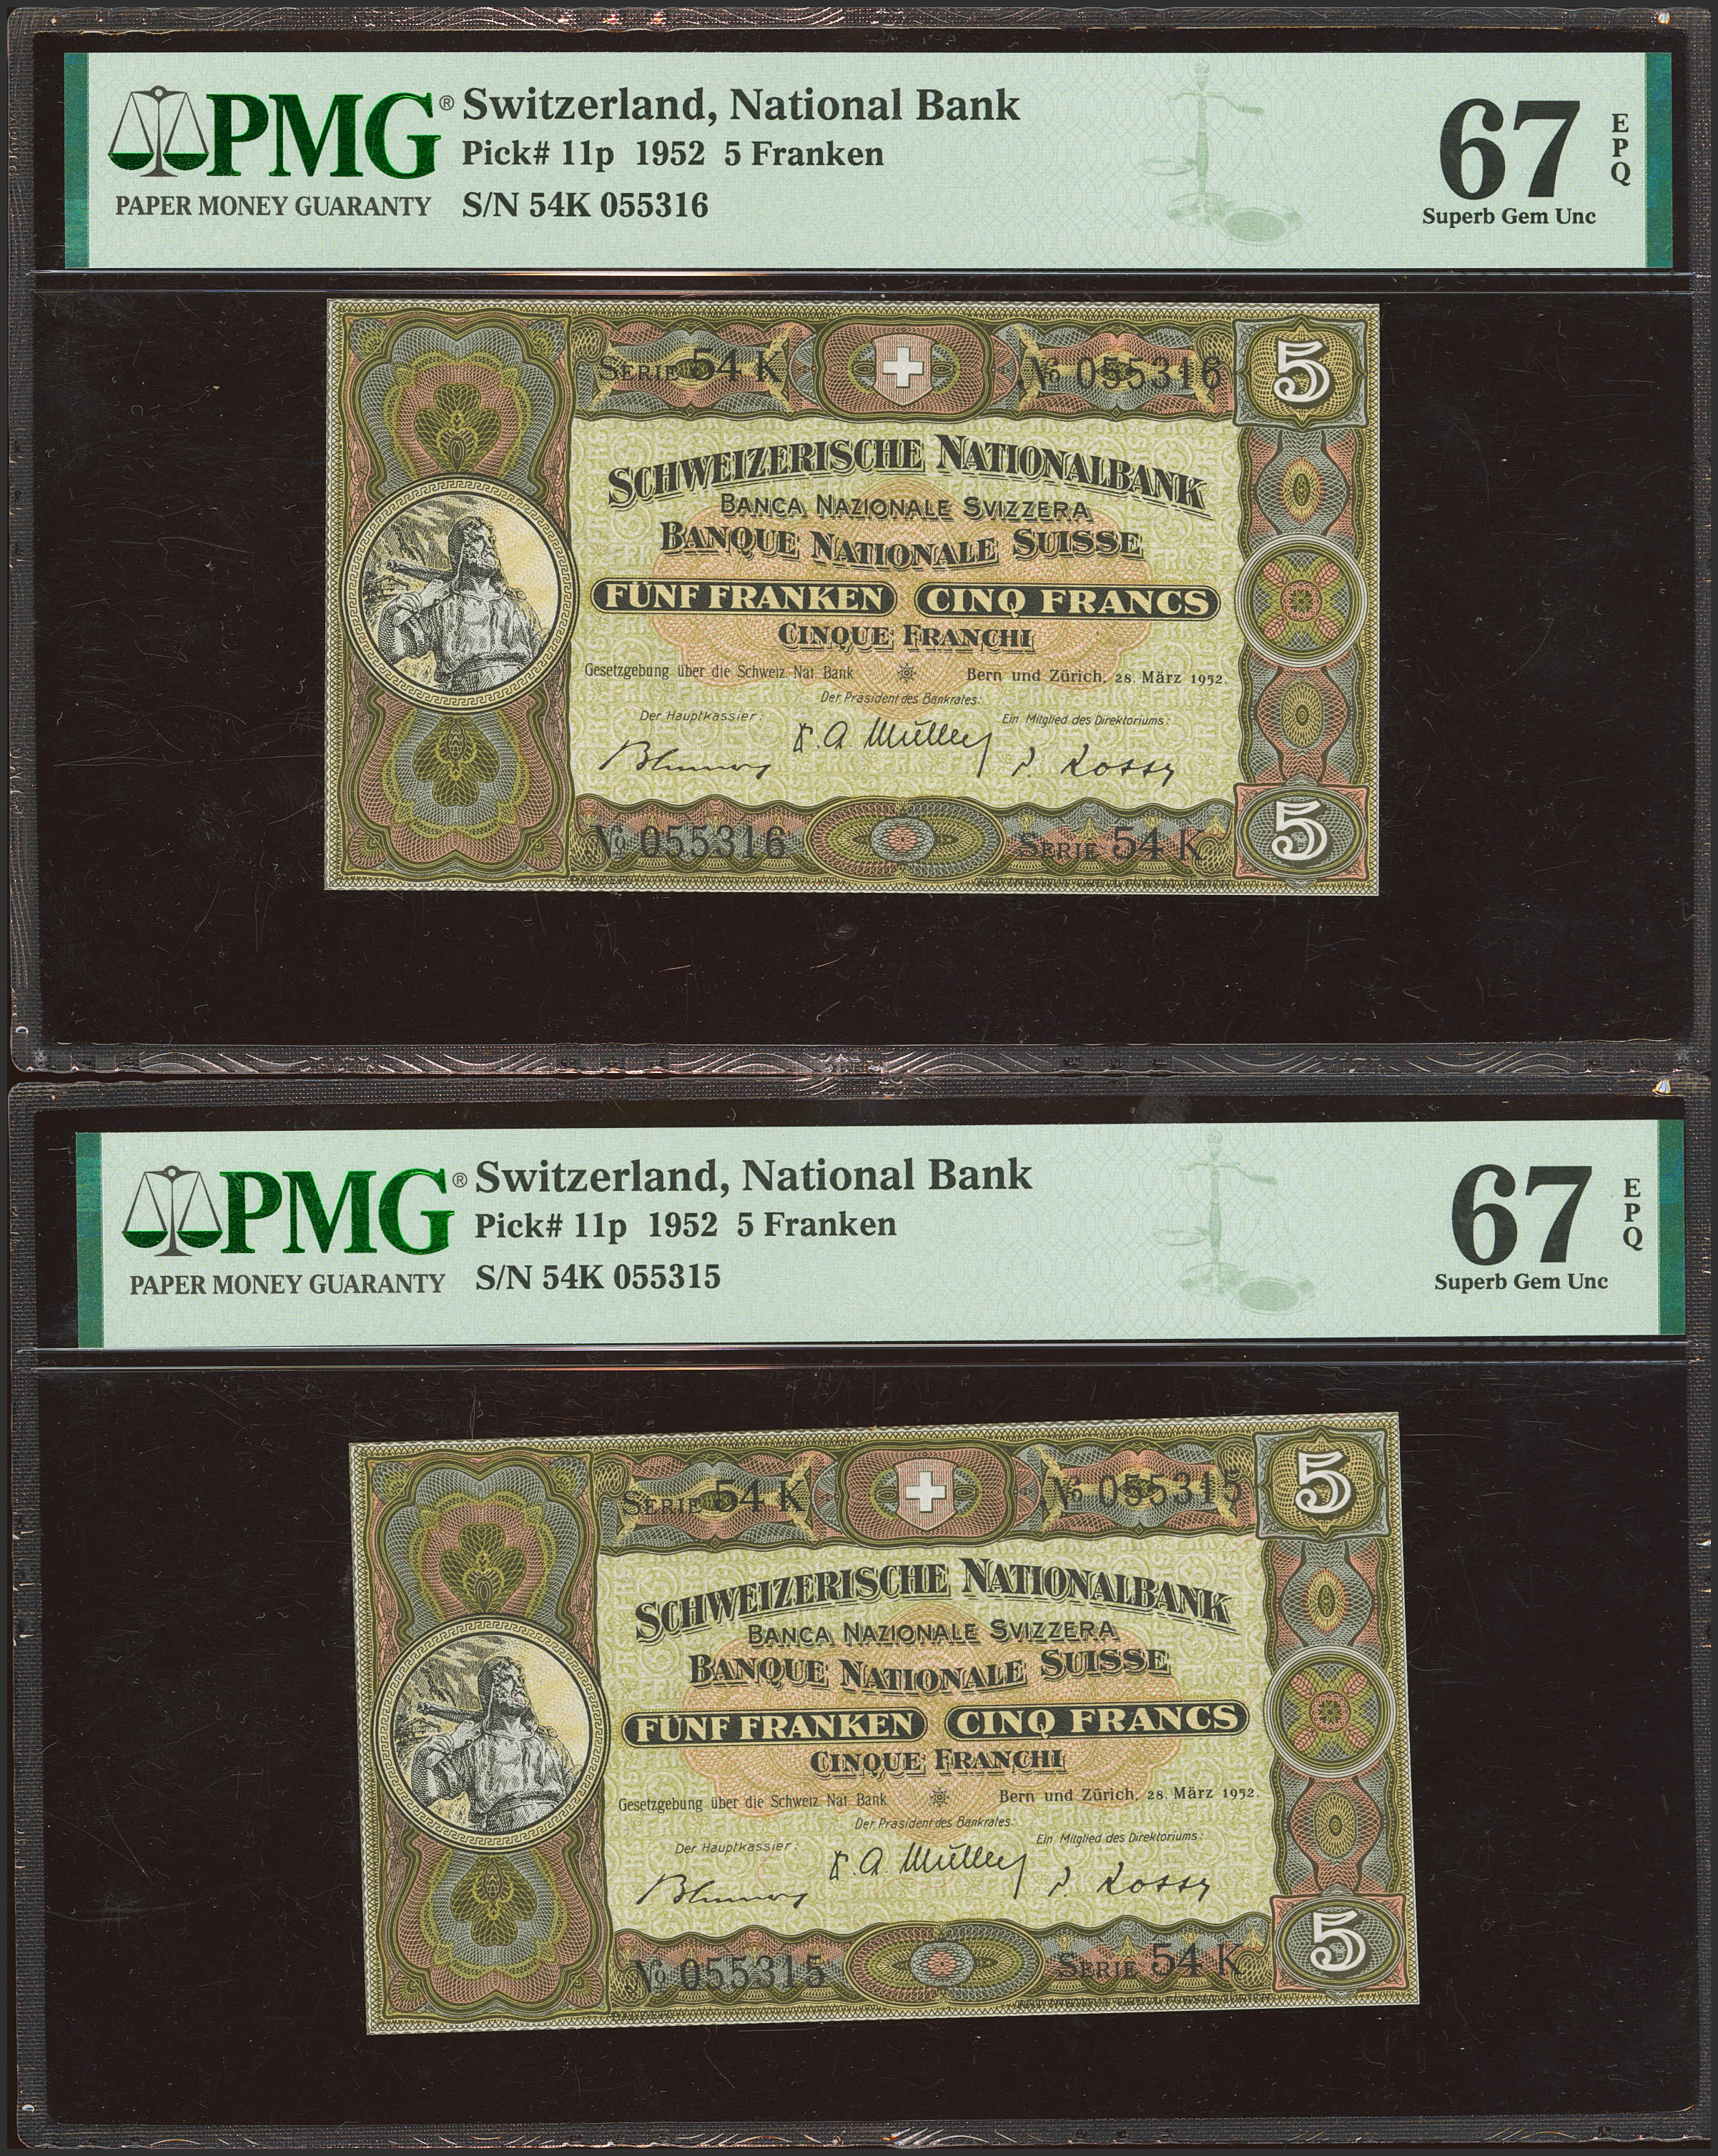 PMG® Switzerland, National Bank
Pick# 11p 1952 5 Franken
PAPER MONEY GUARANTY S/N 54K 055316
67 EPQ
Superb Gem Unc
SERIE 54 K
№ 055316
5
SCHWEIZERISCHE NATIONALBANK
BANCA NAZIONALE SVIZZERA
BANQUE NATIONALE SUISSE
FÜNF FRANKEN CINQ FRANCS
CINQUE FRANCHI
Gesetzgebung über die Schweiz. Nat. Bank Bern und Zürich, 28. März 1952.
Der Präsident des Bankrates:
Der Hauptkassier: Ein Mitglied des Direktoriums:
№ 055316 SERIE 54 K 5
PMG® Switzerland, National Bank
Pick# 11p 1952 5 Franken
PAPER MONEY GUARANTY S/N 54K 055315
67 EPQ
Superb Gem Unc
SERIE 54 K
№ 055315
5
SCHWEIZERISCHE NATIONALBANK
BANCA NAZIONALE SVIZZERA
BANQUE NATIONALE SUISSE
FÜNF FRANKEN CINQ FRANCS
CINQUE FRANCHI
Gesetzgebung über die Schweiz. Nat. Bank Bern und Zürich, 28. März 1952.
Der Präsident des Bankrates:
Der Hauptkassier: Ein Mitglied des Direktoriums:
№ 055315 SERIE 54 K 5